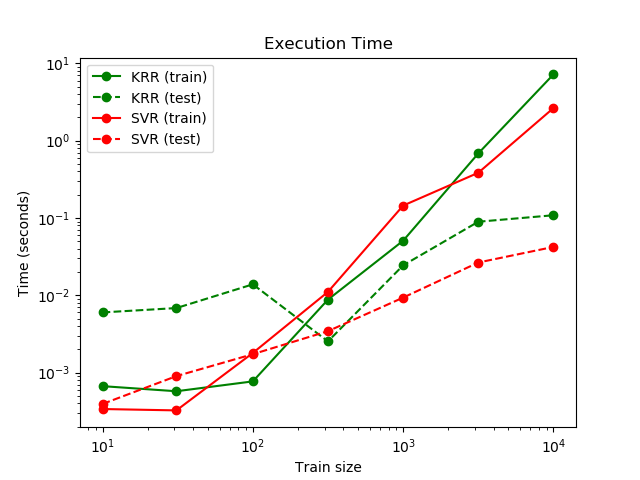 Execution Time
KRR (train)
KRR (test)
SVR (train)
SVR (test)
Time (seconds)
10¹
10⁰
10⁻¹
10⁻²
10⁻³
10¹ 10² 10³ 10⁴
Train size